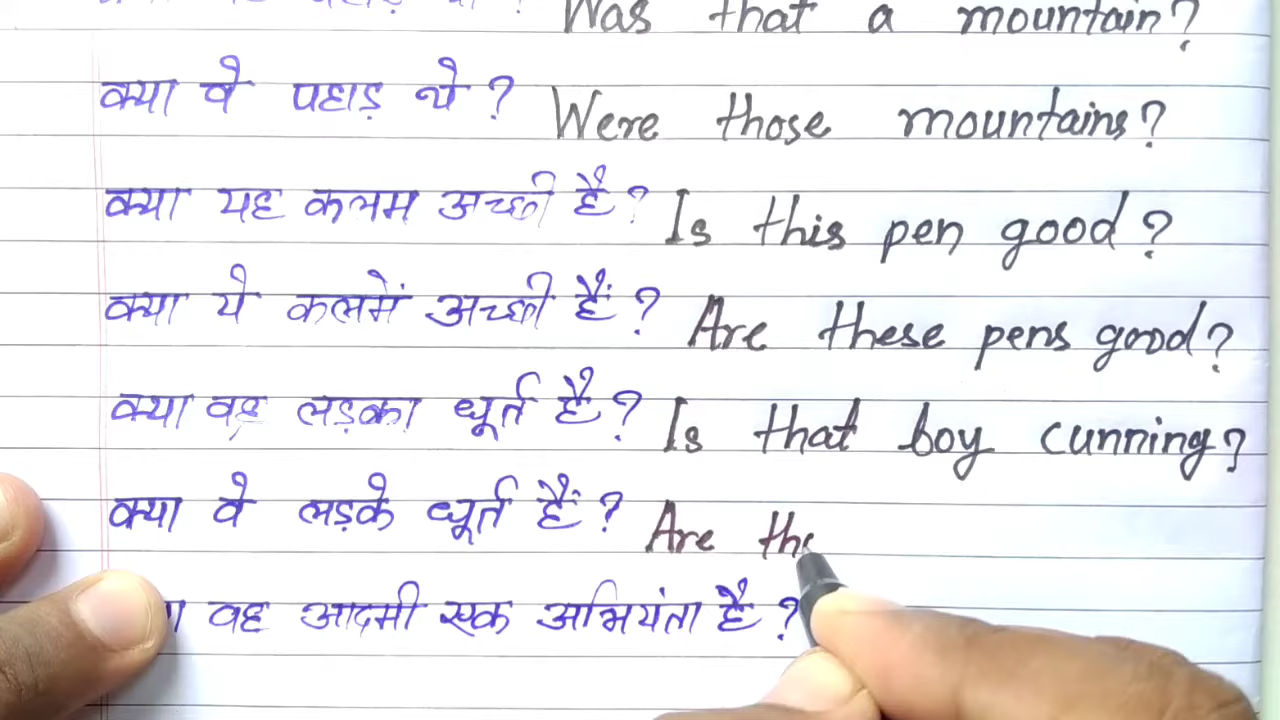 Was that a mountain?
क्या वे पहाड़ थे ? Were those mountains?
क्या यह कलम अच्छी है ? Is this pen good ?
क्या ये कलमें अच्छी हैं ? Are these pens good?
क्या वह लड़का धूर्त है ? Is that boy cunning?
क्या वे लड़के धूर्त हैं ? Are the
वह आदमी एक अभियंता है ?